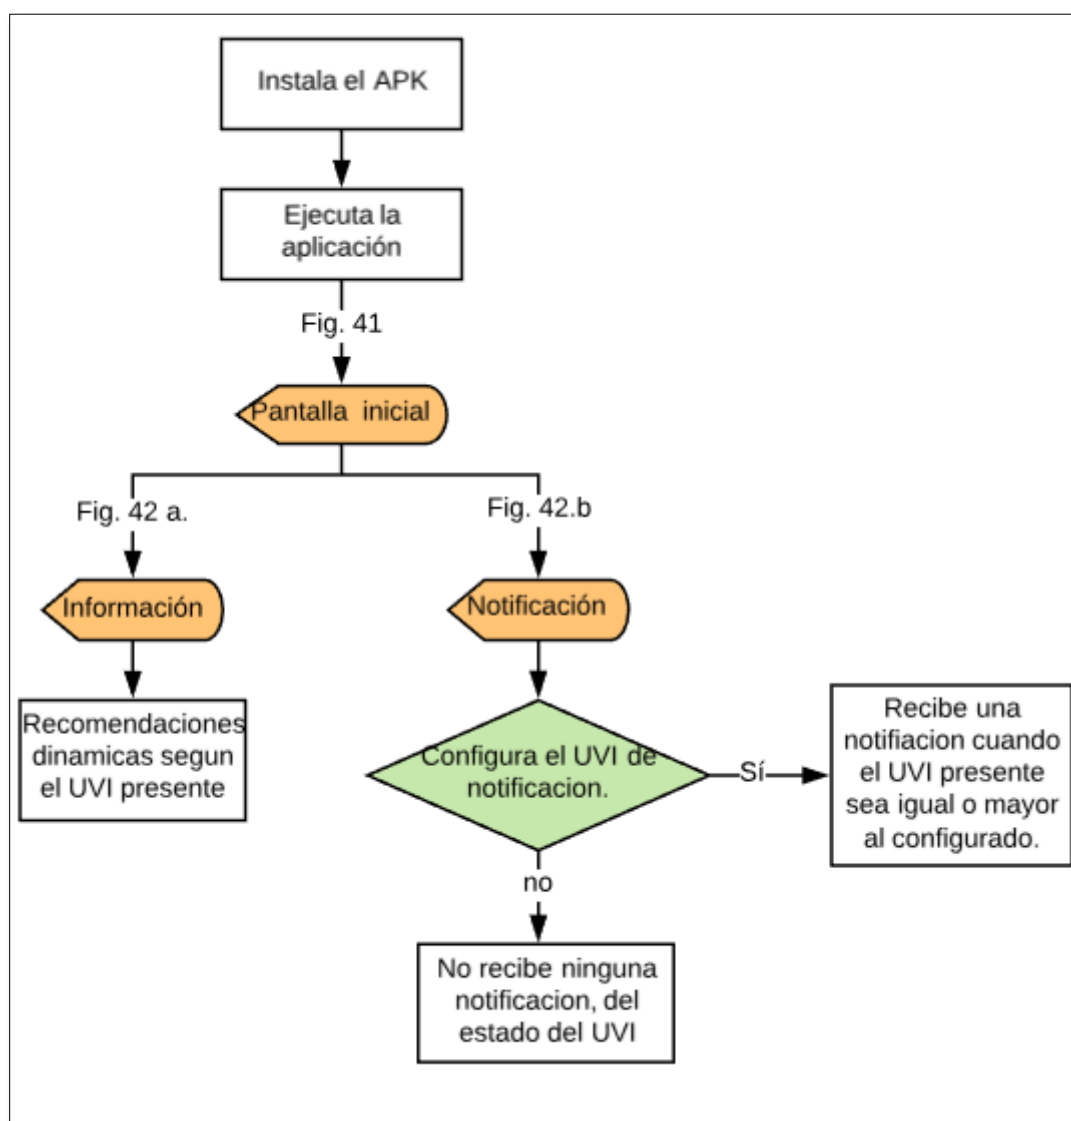 Instala el APK
Ejecuta la
aplicación
Fig. 41
Pantalla inicial
Fig. 42 a.
Fig. 42.b
Información
Notificación
Recomendaciones
dinamicas segun
el UVI presente
Configura el UVI de
notificacion.
Sí
Recibe una
notifiacion cuando
el UVI presente
sea igual o mayor
al configurado.
no
No recibe ninguna
notificacion, del
estado del UVI